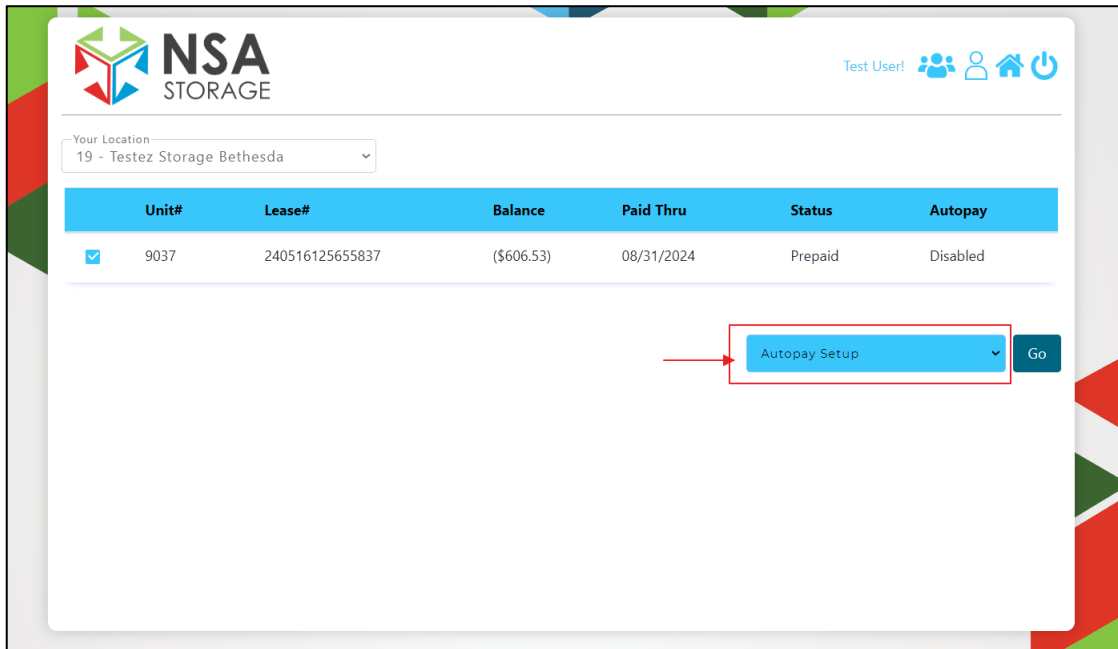 NSA
STORAGE
Test User!
Your Location
19 - Testez Storage Bethesda
Unit# Lease# Balance Paid Thru Status Autopay
9037 240516125655837 ($606.53) 08/31/2024 Prepaid Disabled
Autopay Setup Go